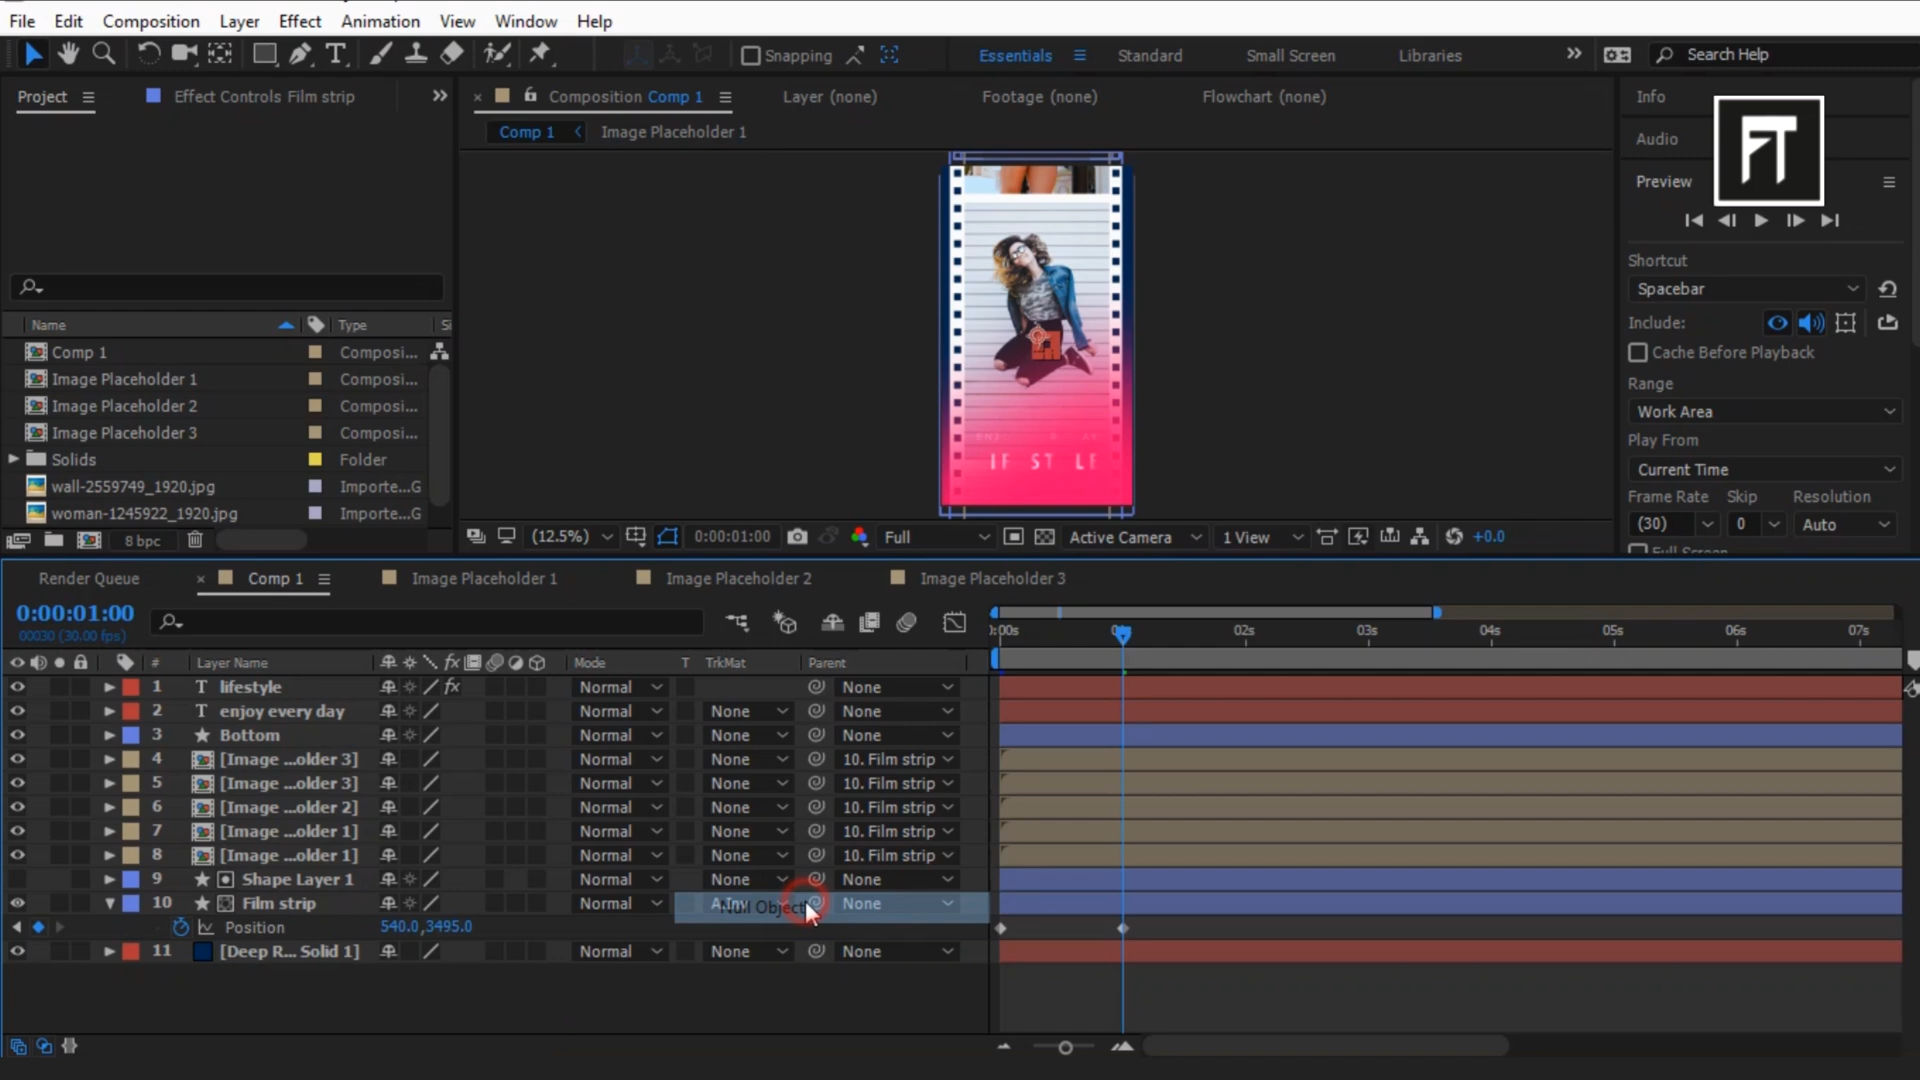 File Edit Composition Layer Effect Animation View Window Help
Snapping Essentials Standard Small Screen Libraries Search Help
Project Effect Controls Film strip
Composition Comp 1 Layer (none) Footage (none) Flowchart (none)
Comp 1 Image Placeholder 1
Info
Audio
FT
Preview
Shortcut
Spacebar
Include:
Cache Before Playback
Range
Work Area
Play From
Current Time
Frame Rate Skip Resolution
(30) 0 Auto
Full Screen
Name Type Si
Comp 1 Composi...
Image Placeholder 1 Composi...
Image Placeholder 2 Composi...
Image Placeholder 3 Composi...
Solids Folder
wall-2559749_1920.jpg Importe...G
woman-1245922_1920.jpg Importe...G
8 bpc
IF ST LE
(12.5%) 0:00:01:00 Full Active Camera 1 View +0.0
Render Queue Comp 1 Image Placeholder 1 Image Placeholder 2 Image Placeholder 3
0:00:01:00
00030 (30.00 fps)
0:00s 02s 03s 04s 05s 06s 07s
# Layer Name fx Mode T TrkMat Parent
1 T lifestyle fx Normal None
2 T enjoy every day Normal None None
3 Bottom Normal None None
4 [Image ...older 3] Normal None 10. Film strip
5 [Image ...older 3] Normal None 10. Film strip
6 [Image ...older 2] Normal None 10. Film strip
7 [Image ...older 1] Normal None 10. Film strip
8 [Image ...older 1] Normal None 10. Film strip
9 Shape Layer 1 Normal None None
10 Film strip Normal A.Inv None
Null Object
Position 540.0,3495.0
11 [Deep R... Solid 1] Normal None None